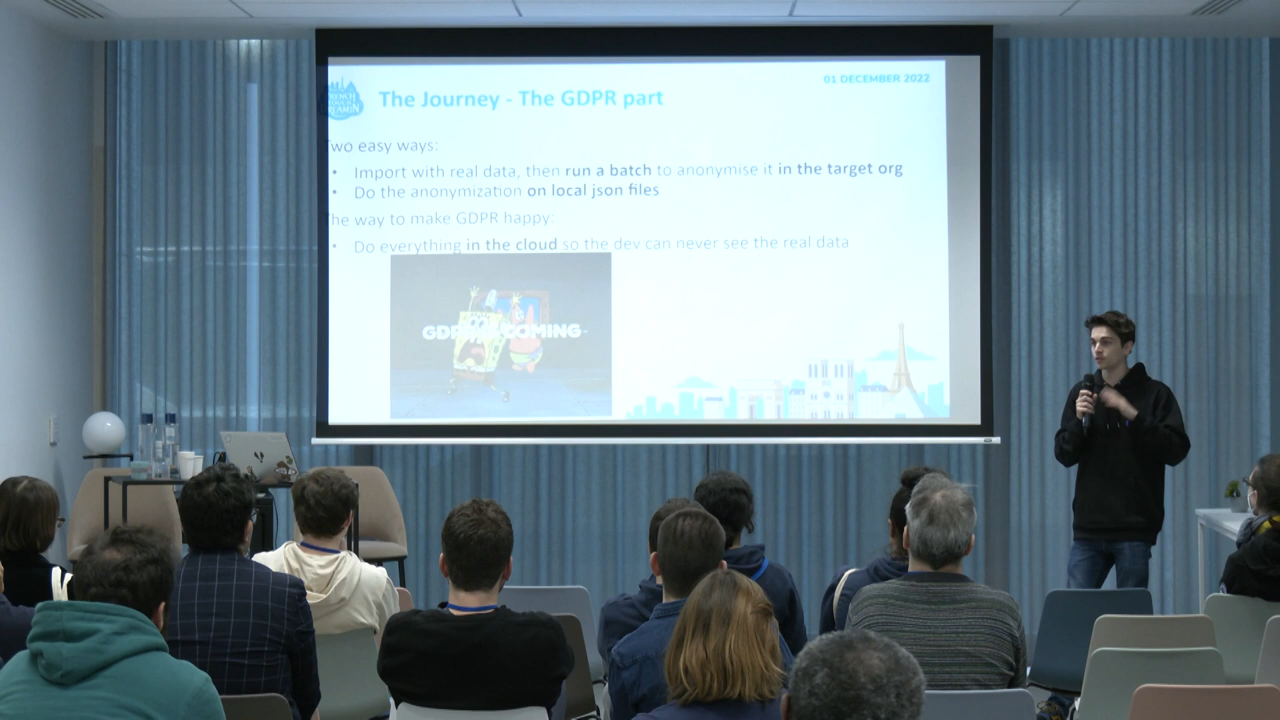 01 DECEMBER 2022
The Journey - The GDPR part
wo easy ways:
• Import with real data, then run a batch to anonymise it in the target org
• Do the anonymization on local json files
he way to make GDPR happy:
• Do everything in the cloud so the dev can never see the real data
COMING